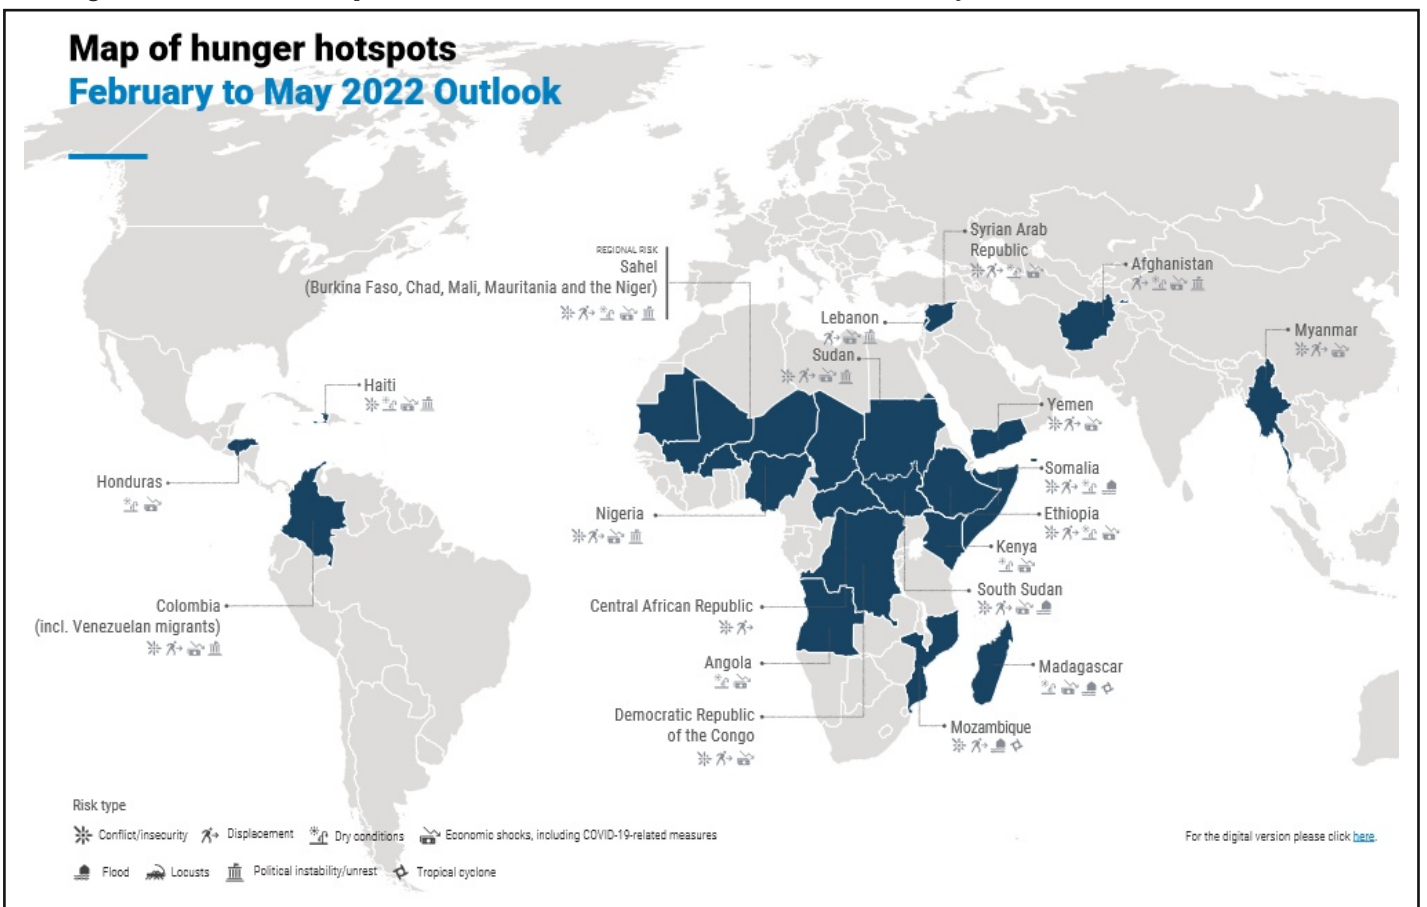 Map of hunger hotspots
February to May 2022 Outlook
Syrian Arab
Republic
REGIONAL RISK
Sahel
(Burkina Faso, Chad, Mali, Mauritania and the Niger)
Afghanistan
Lebanon
Myanmar
Sudan
Haiti
Yemen
Somalia
Honduras
Nigeria
Ethiopia
Kenya
South Sudan
Colombia
(incl. Venezuelan migrants)
Central African Republic
Angola
Madagascar
Democratic Republic
of the Congo
Mozambique
Risk type
Conflict/insecurity Displacement Dry conditions Economic shocks, including COVID-19-related measures
For the digital version please click here.
Flood Locusts Political instability/unrest Tropical cyclone